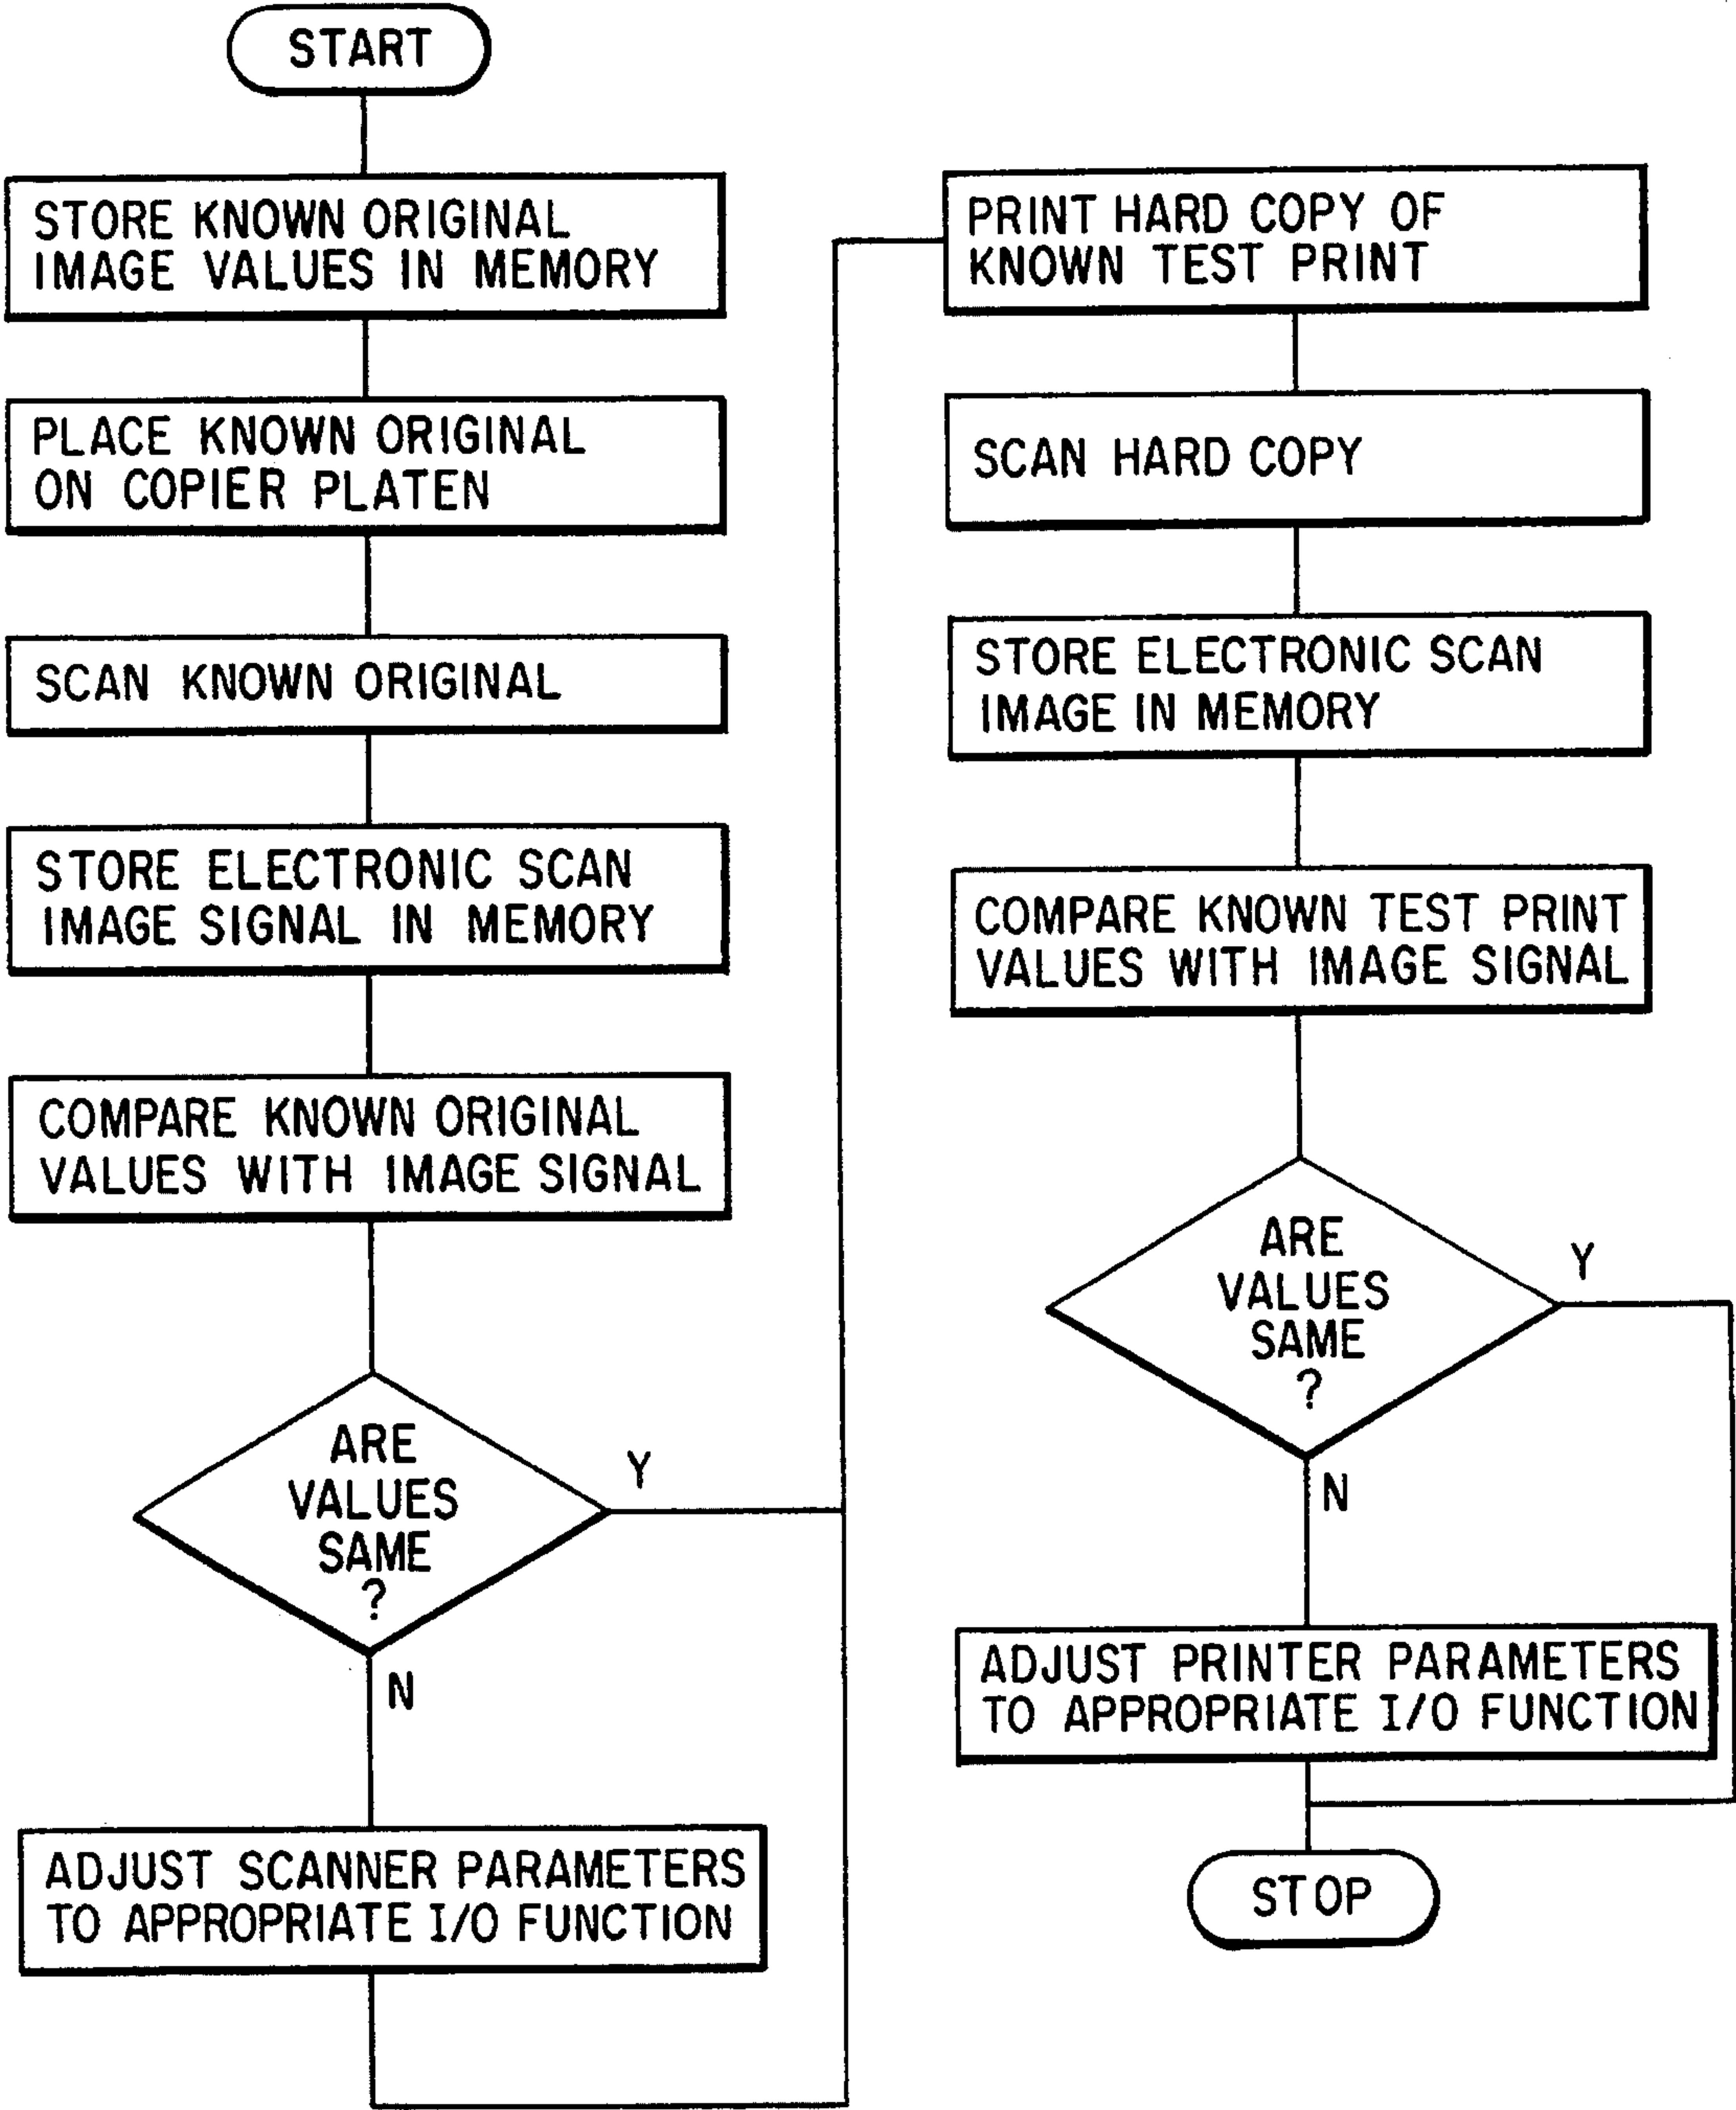 START
STORE KNOWN ORIGINAL
IMAGE VALUES IN MEMORY
PLACE KNOWN ORIGINAL
ON COPIER PLATEN
SCAN KNOWN ORIGINAL
STORE ELECTRONIC SCAN
IMAGE SIGNAL IN MEMORY
COMPARE KNOWN ORIGINAL
VALUES WITH IMAGE SIGNAL
ARE
VALUES
SAME
?
Y
N
ADJUST SCANNER PARAMETERS
TO APPROPRIATE I/O FUNCTION
PRINT HARD COPY OF
KNOWN TEST PRINT
SCAN HARD COPY
STORE ELECTRONIC SCAN
IMAGE IN MEMORY
COMPARE KNOWN TEST PRINT
VALUES WITH IMAGE SIGNAL
ARE
VALUES
SAME
?
Y
N
ADJUST PRINTER PARAMETERS
TO APPROPRIATE I/O FUNCTION
STOP